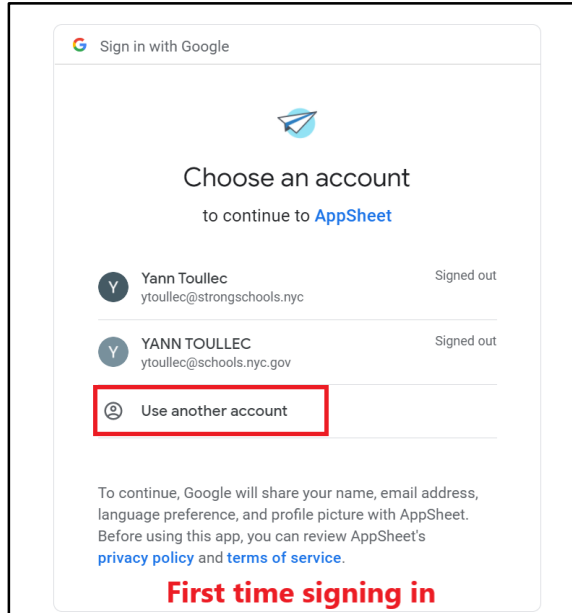 Sign in with Google
Choose an account
to continue to AppSheet
Y Yann Toullec Signed out
ytoullec@strongschools.nyc
Y YANN TOULLEC Signed out
ytoullec@schools.nyc.gov
Use another account
To continue, Google will share your name, email address,
language preference, and profile picture with AppSheet.
Before using this app, you can review AppSheet's
privacy policy and terms of service.
First time signing in